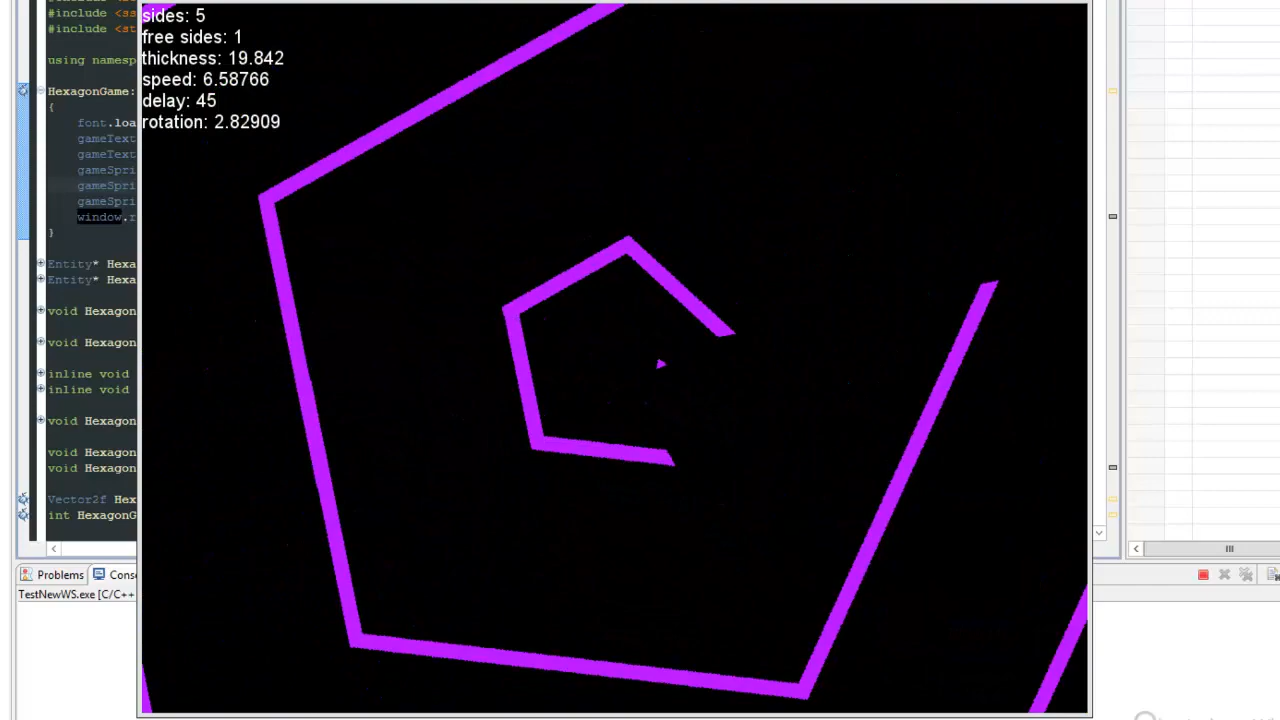 #include <ss
#include <st
using namesp
HexagonGame:
{
font.loa
gameText
gameText
gameSpri
gameSpri
gameSpri
window.r
}
Entity* Hexa
Entity* Hexa
void Hexagon
void Hexagon
inline void
inline void
void Hexagon
void Hexagon
void Hexagon
Vector2f Hex
int HexagonG
sides: 5
free sides: 1
thickness: 19.842
speed: 6.58766
delay: 45
rotation: 2.82909
Problems Cons
TestNewWS.exe [C/C++